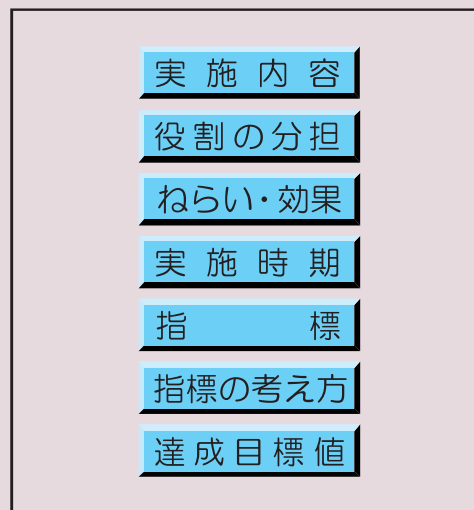 実施内容
役割の分担
ねらい・効果
実施時期
指標
指標の考え方
達成目標値